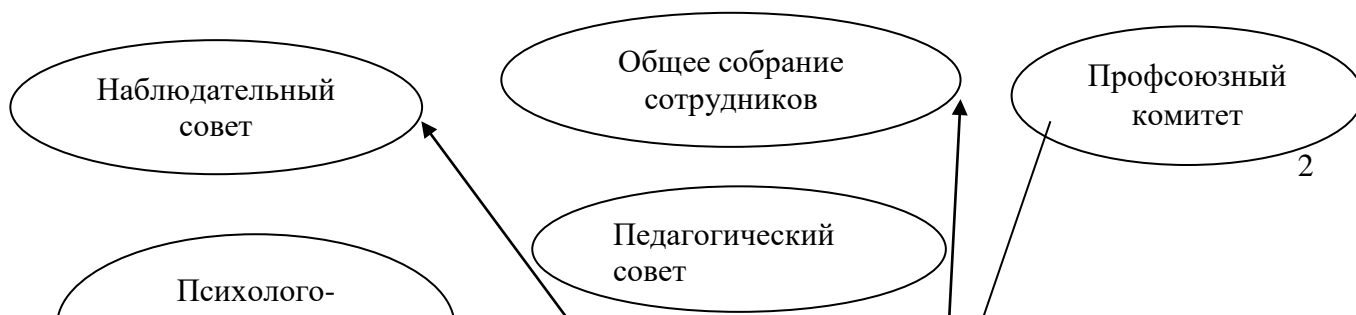 Наблюдательный
совет
Общее собрание
сотрудников
Профсоюзный
комитет
2
Педагогический
совет
Психолого-